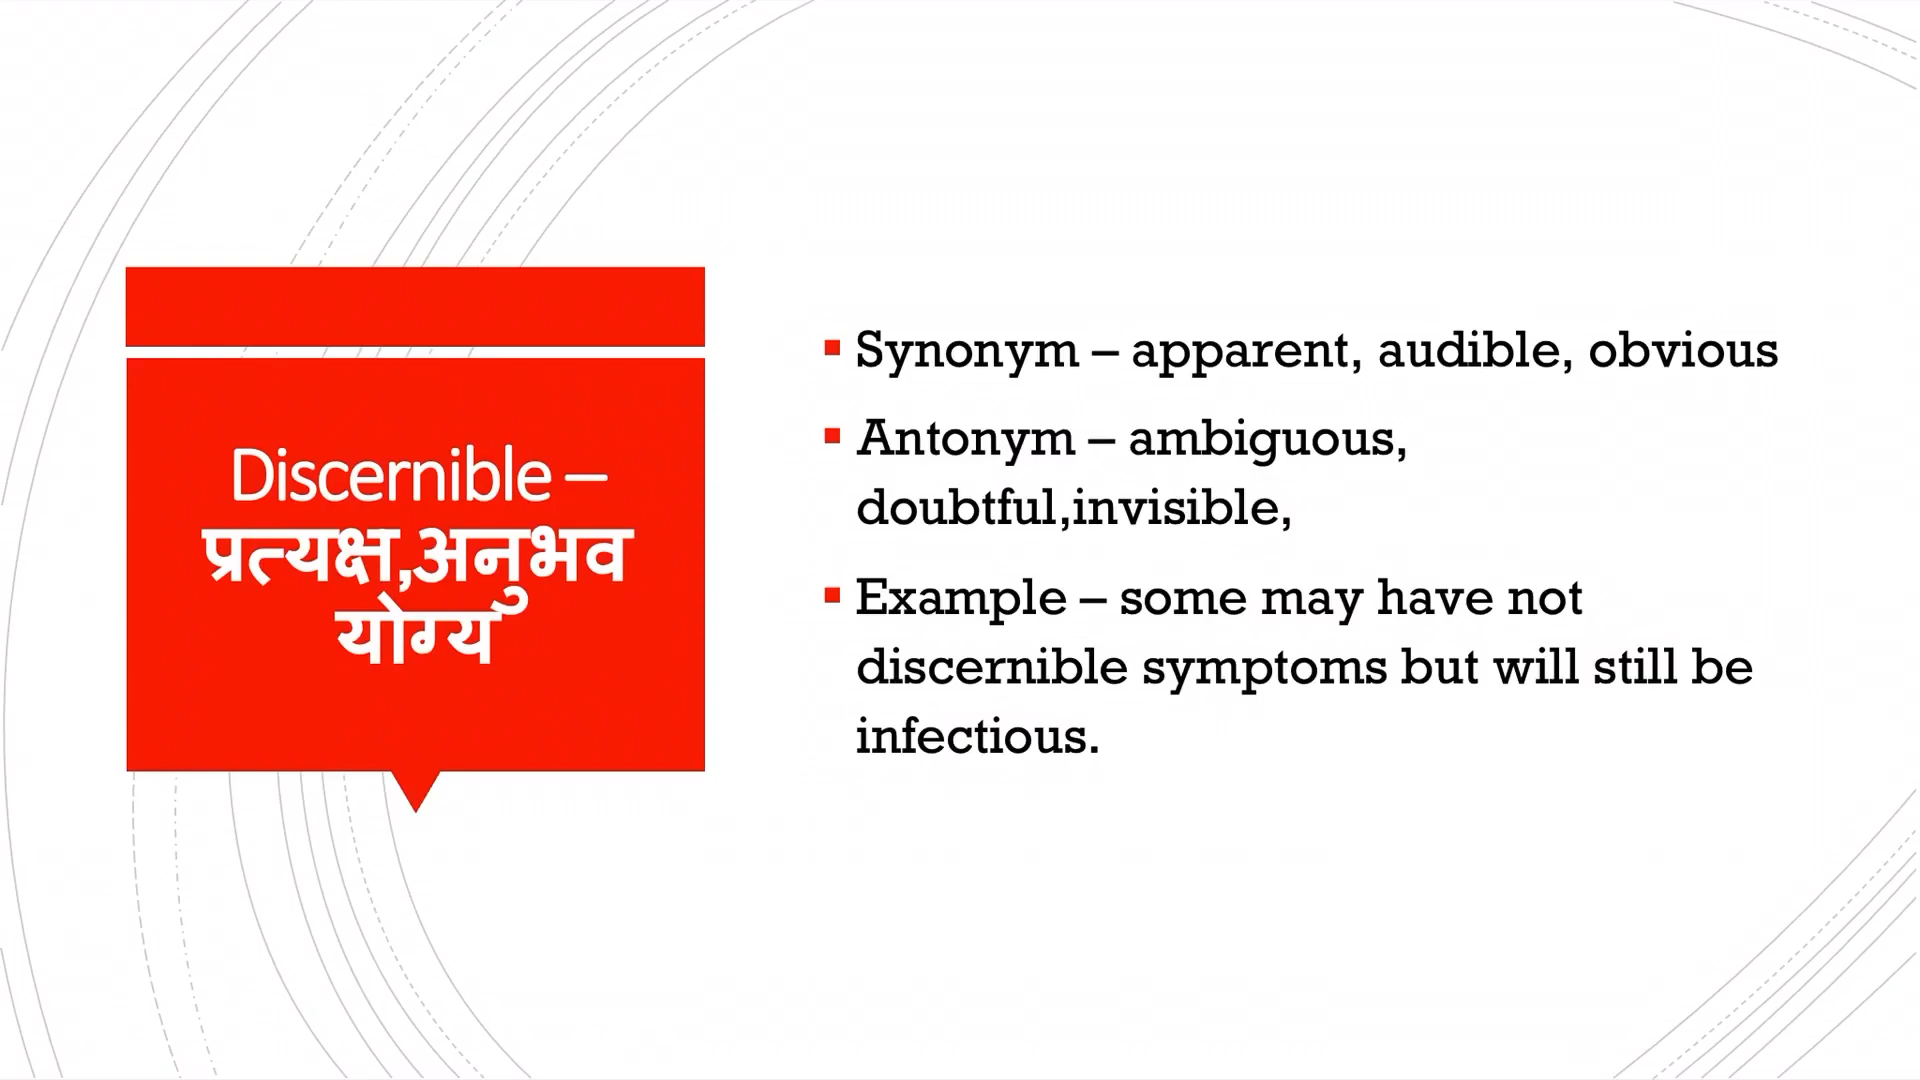 Discernible –
प्रत्यक्ष,अनुभव
योग्य
Synonym – apparent, audible, obvious
Antonym – ambiguous,
doubtful,invisible,
Example – some may have not
discernible symptoms but will still be
infectious.